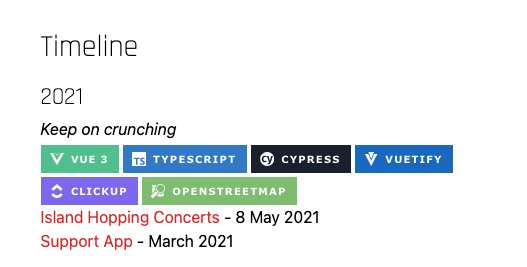 Timeline
2021
Keep on crunching
VUE 3 TS TYPESCRIPT cy CYPRESS VUETIFY
CLICKUP OPENSTREETMAP
Island Hopping Concerts - 8 May 2021
Support App - March 2021